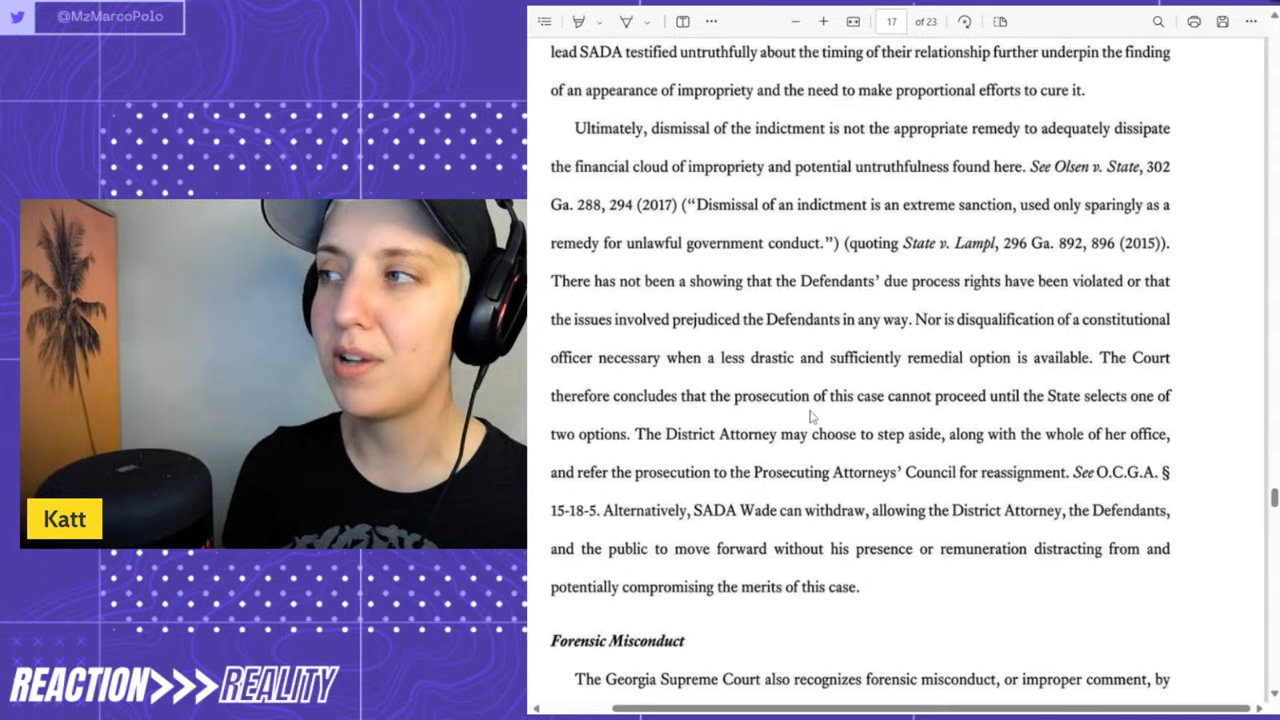 @MzMarcoPolo
17 of 23
lead SADA testified untruthfully about the timing of their relationship further underpin the finding
of an appearance of impropriety and the need to make proportional efforts to cure it.
Ultimately, dismissal of the indictment is not the appropriate remedy to adequately dissipate
the financial cloud of impropriety and potential untruthfulness found here. See Olsen v. State, 302
Ga. 288, 294 (2017) (“Dismissal of an indictment is an extreme sanction, used only sparingly as a
remedy for unlawful government conduct.”) (quoting State v. Lampl, 296 Ga. 892, 896 (2015)).
There has not been a showing that the Defendants’ due process rights have been violated or that
the issues involved prejudiced the Defendants in any way. Nor is disqualification of a constitutional
officer necessary when a less drastic and sufficiently remedial option is available. The Court
therefore concludes that the prosecution of this case cannot proceed until the State selects one of
two options. The District Attorney may choose to step aside, along with the whole of her office,
and refer the prosecution to the Prosecuting Attorneys’ Council for reassignment. See O.C.G.A. §
15-18-5. Alternatively, SADA Wade can withdraw, allowing the District Attorney, the Defendants,
and the public to move forward without his presence or remuneration distracting from and
potentially compromising the merits of this case.
Forensic Misconduct
The Georgia Supreme Court also recognizes forensic misconduct, or improper comment, by
Katt
REACTION>>>REALITY